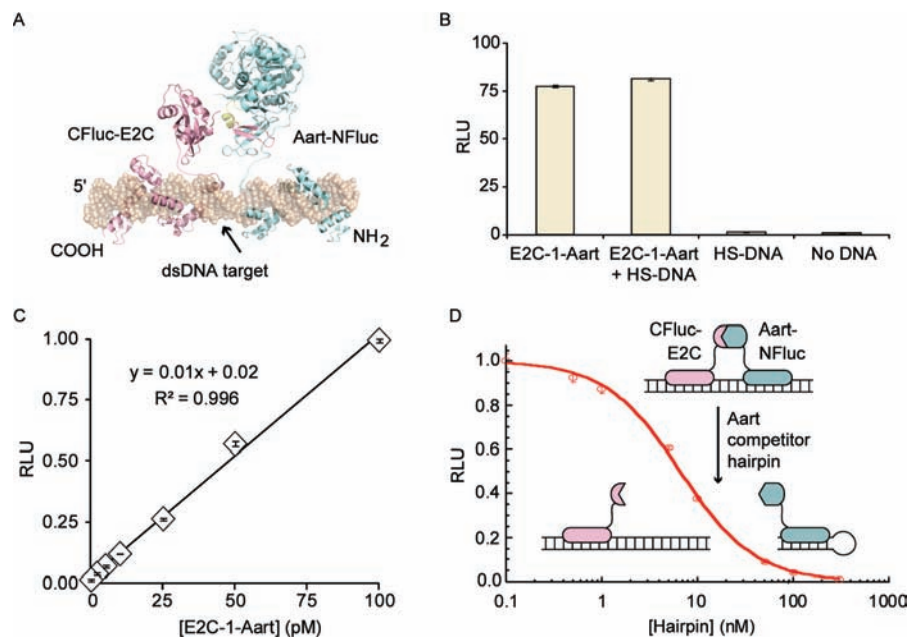 A
CFluc-E2C
Aart-NFluc
5'
COOH
NH2
dsDNA target
B
100
75
50
25
0
RLU
E2C-1-Aart
E2C-1-Aart
+ HS-DNA
HS-DNA
No DNA
C
1.00
0.75
0.50
0.25
0.00
RLU
y = 0.01x + 0.02
R² = 0.996
0
25
50
75
100
[E2C-1-Aart] (pM)
D
CFluc-
E2C
Aart-
NFluc
Aart
competitor
hairpin
1.0
0.8
0.6
0.4
0.2
0.0
RLU
0.1
1
10
100
1000
[Hairpin] (nM)